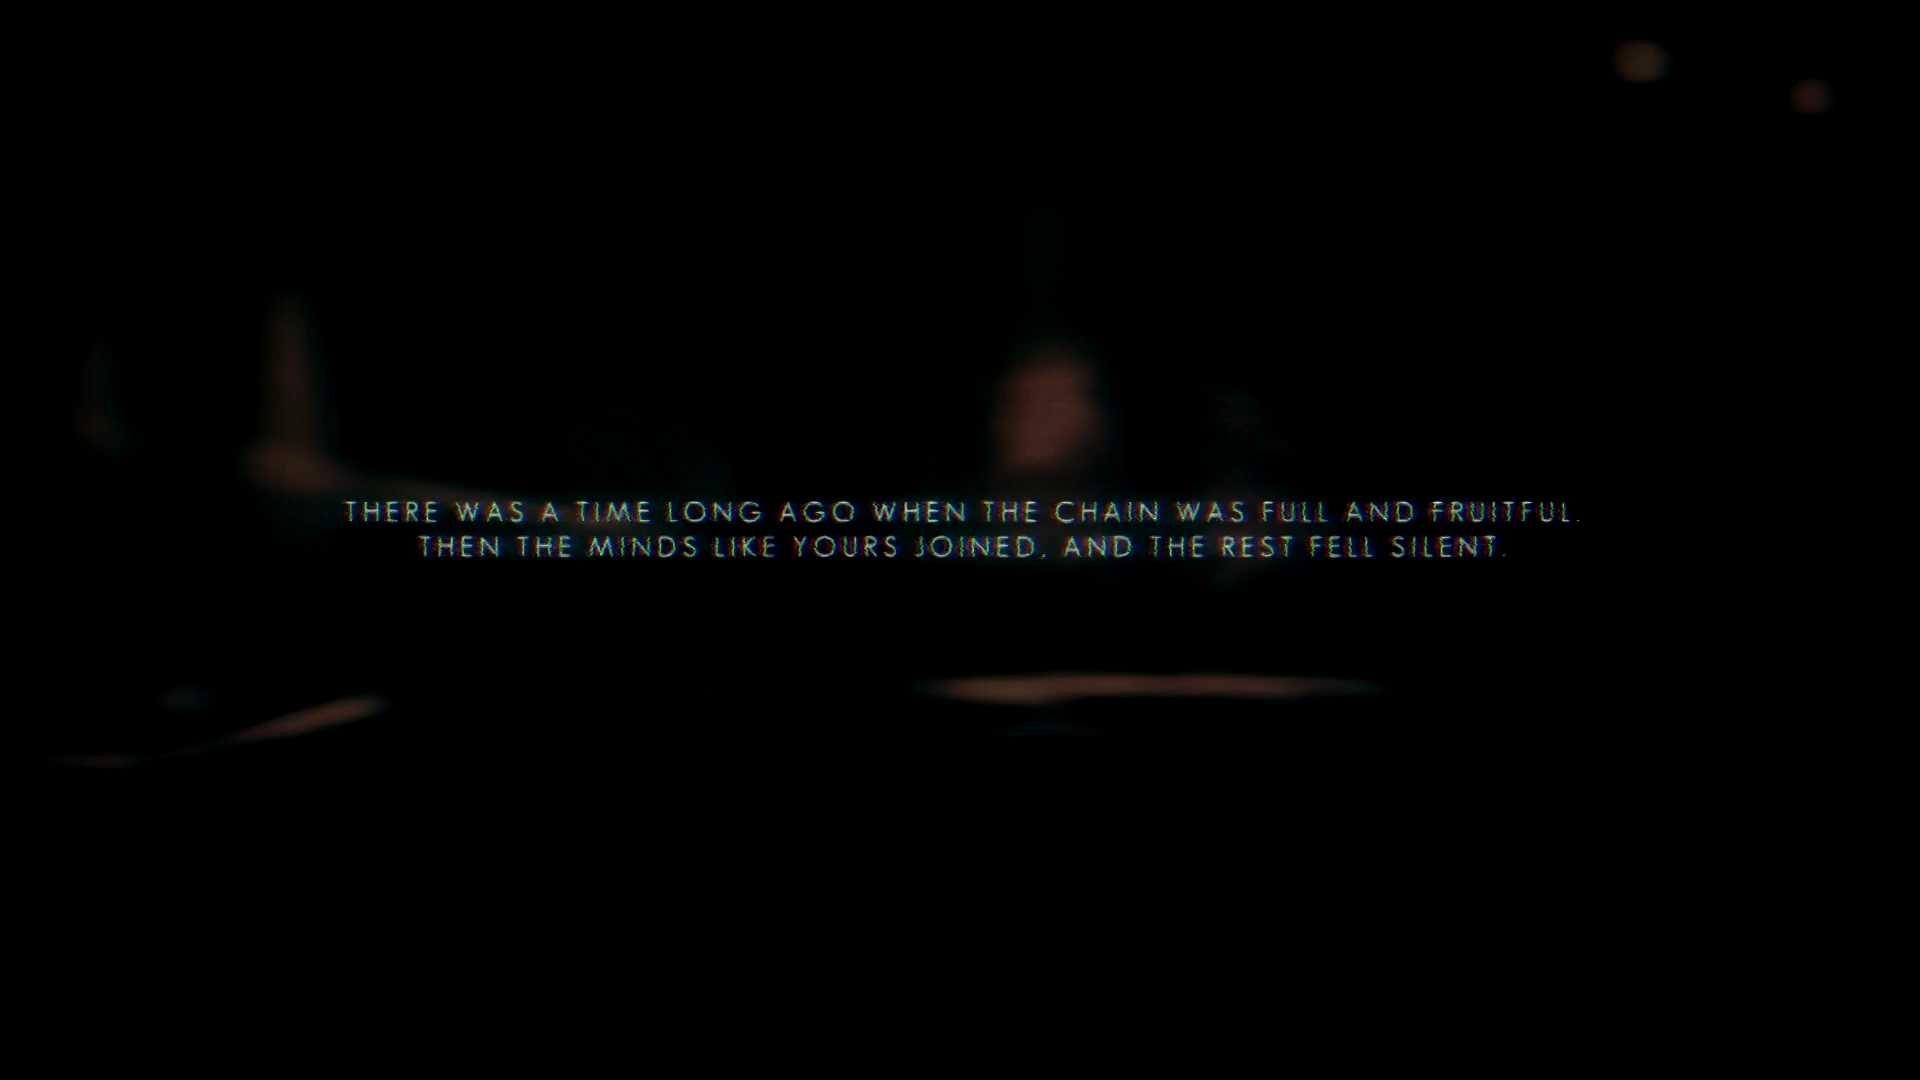 THERE WAS A TIME LONG AGO WHEN THE CHAIN WAS FULL AND FRUITFUL.
THEN THE MINDS LIKE YOURS JOINED, AND THE REST FELL SILENT.